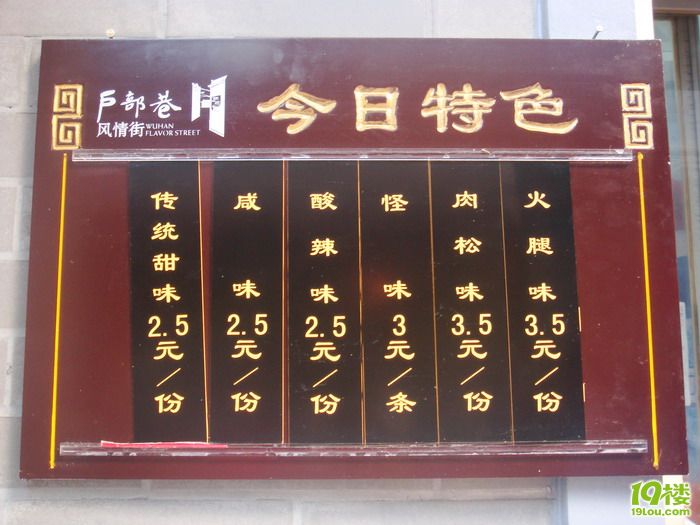 户部巷
风情街
WUHAN
FLAVOR STREET
今日特色
传统甜味2.5元/份
咸味2.5元/份
酸辣味2.5元/份
怪味3元/条
肉松味3.5元/份
火腿味3.5元/份
19楼
19lou.com